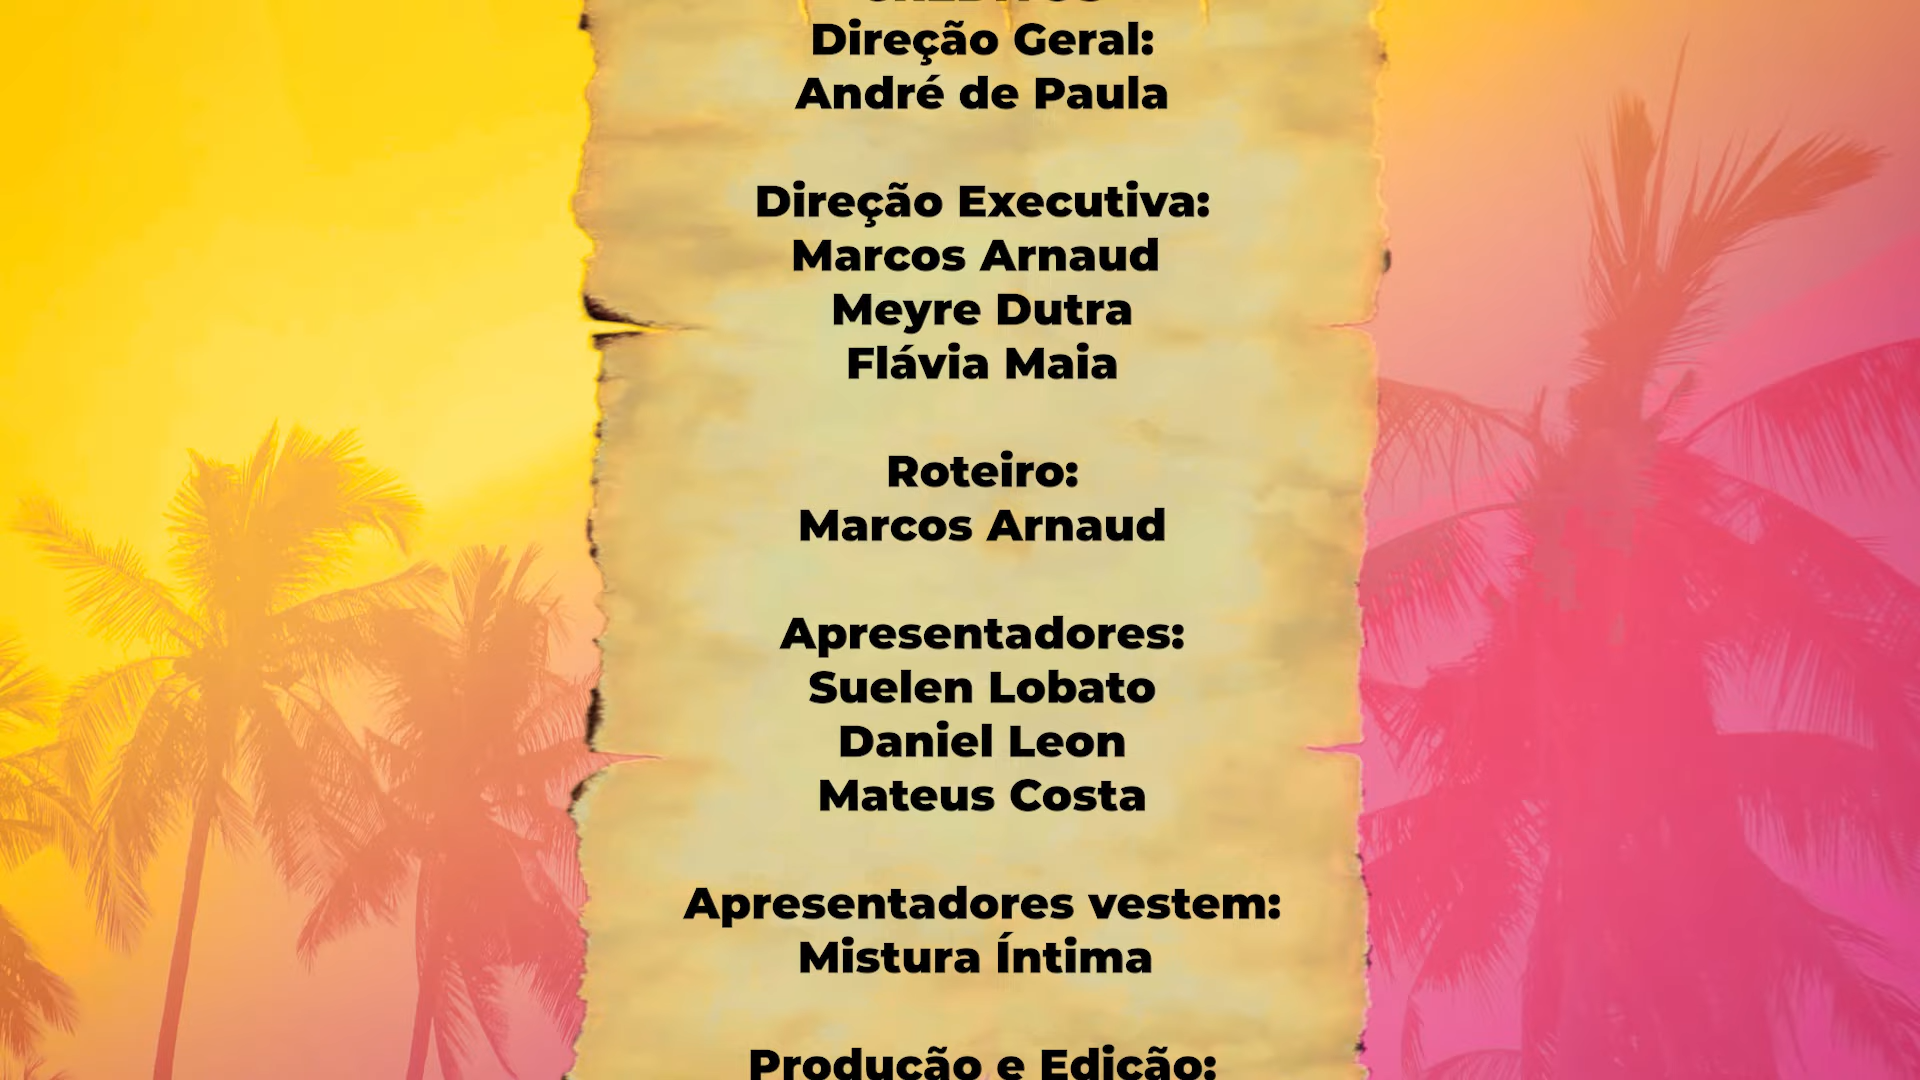 Direção Geral:
André de Paula
Direção Executiva:
Marcos Arnaud
Meyre Dutra
Flávia Maia
Roteiro:
Marcos Arnaud
Apresentadores:
Suelen Lobato
Daniel Leon
Mateus Costa
Apresentadores vestem:
Mistura Íntima
Produção e Edição: